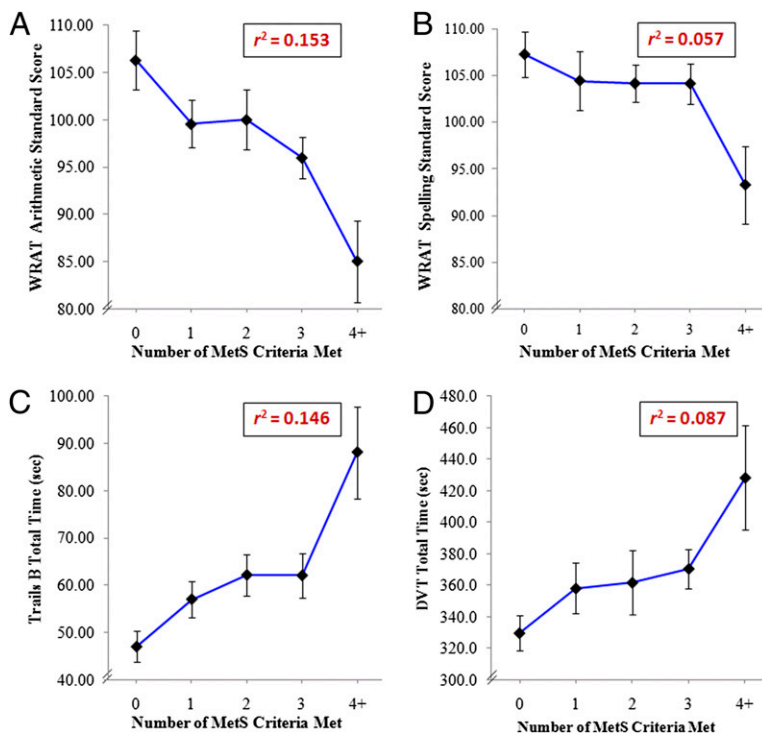 A
r² = 0.153
WRAT Arithmetic Standard Score
110.00
105.00
100.00
95.00
90.00
85.00
80.00
0 1 2 3 4+
Number of MetS Criteria Met
B
r² = 0.057
WRAT Spelling Standard Score
110.0
105.00
100.00
95.00
90.00
85.00
80.00
0 1 2 3 4+
Number of MetS Criteria Met
C
r² = 0.146
Trails B Total Time (sec)
100.00
90.00
80.00
70.00
60.00
50.00
40.00
0 1 2 3 4+
Number of MetS Criteria Met
D
r² = 0.087
DVT Total Time (sec)
480.0
460.0
440.0
420.0
400.0
380.0
360.0
340.0
320.0
300.0
0 1 2 3 4+
Number of MetS Criteria Met